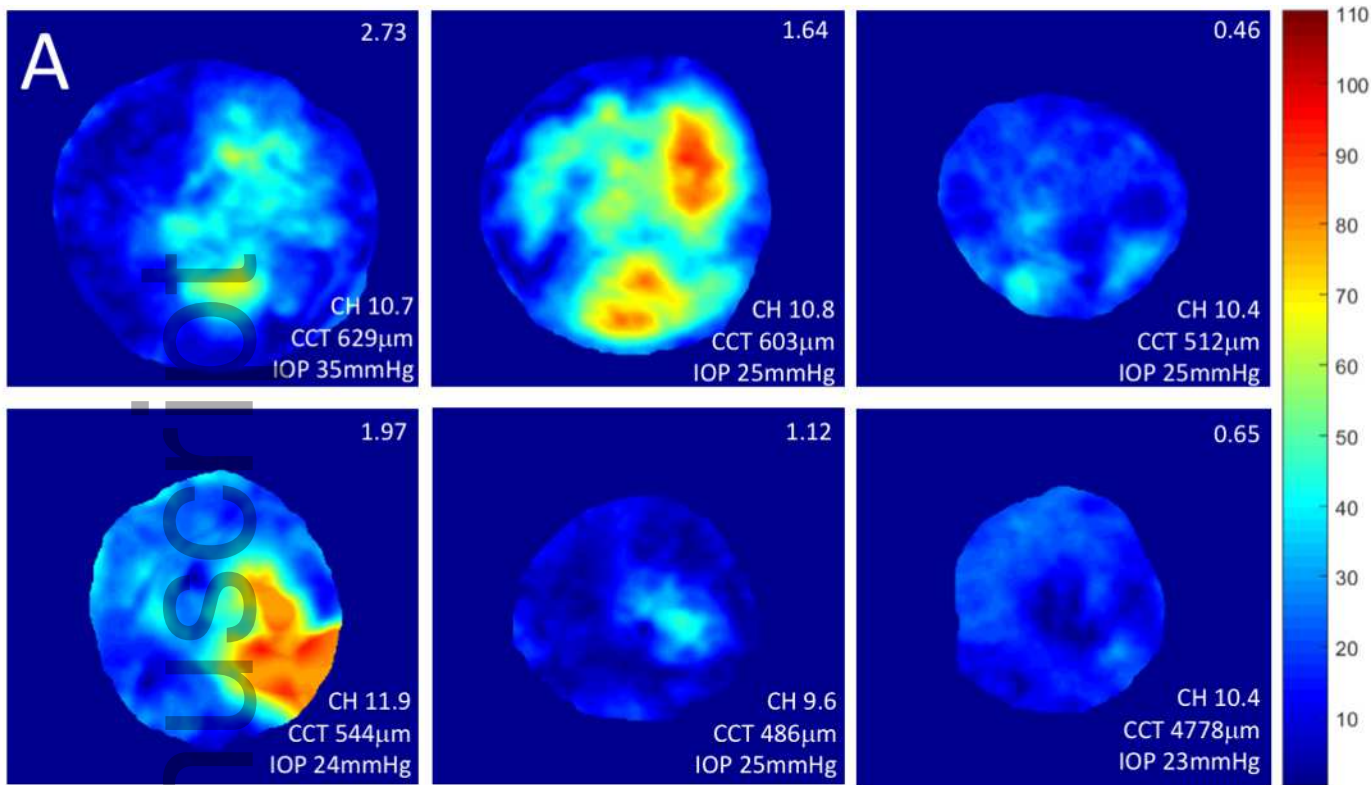 A
2.73
CH 10.7
CCT 629μm
IOP 35mmHg
1.64
CH 10.8
CCT 603μm
IOP 25mmHg
0.46
CH 10.4
CCT 512μm
IOP 25mmHg
1.97
CH 11.9
CCT 544μm
IOP 24mmHg
1.12
CH 9.6
CCT 486μm
IOP 25mmHg
0.65
CH 10.4
CCT 4778μm
IOP 23mmHg
110
100
90
80
70
60
50
40
30
20
10
nuscript